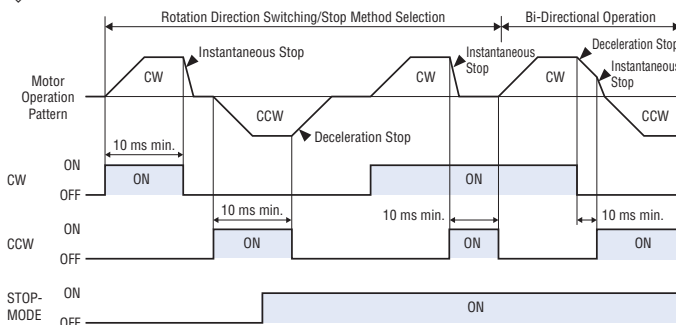 Rotation Direction Switching/Stop Method Selection
Bi-Directional Operation
Motor
Operation
Pattern
CW
Instantaneous Stop
CCW
Deceleration Stop
CW
Instantaneous
Stop
CW
Deceleration Stop
Instantaneous
Stop
CCW
10 ms min.
CW
ON
OFF
ON
ON
10 ms min.
10 ms min.
10 ms min.
CCW
ON
OFF
ON
ON
ON
STOP-
MODE
ON
OFF
ON